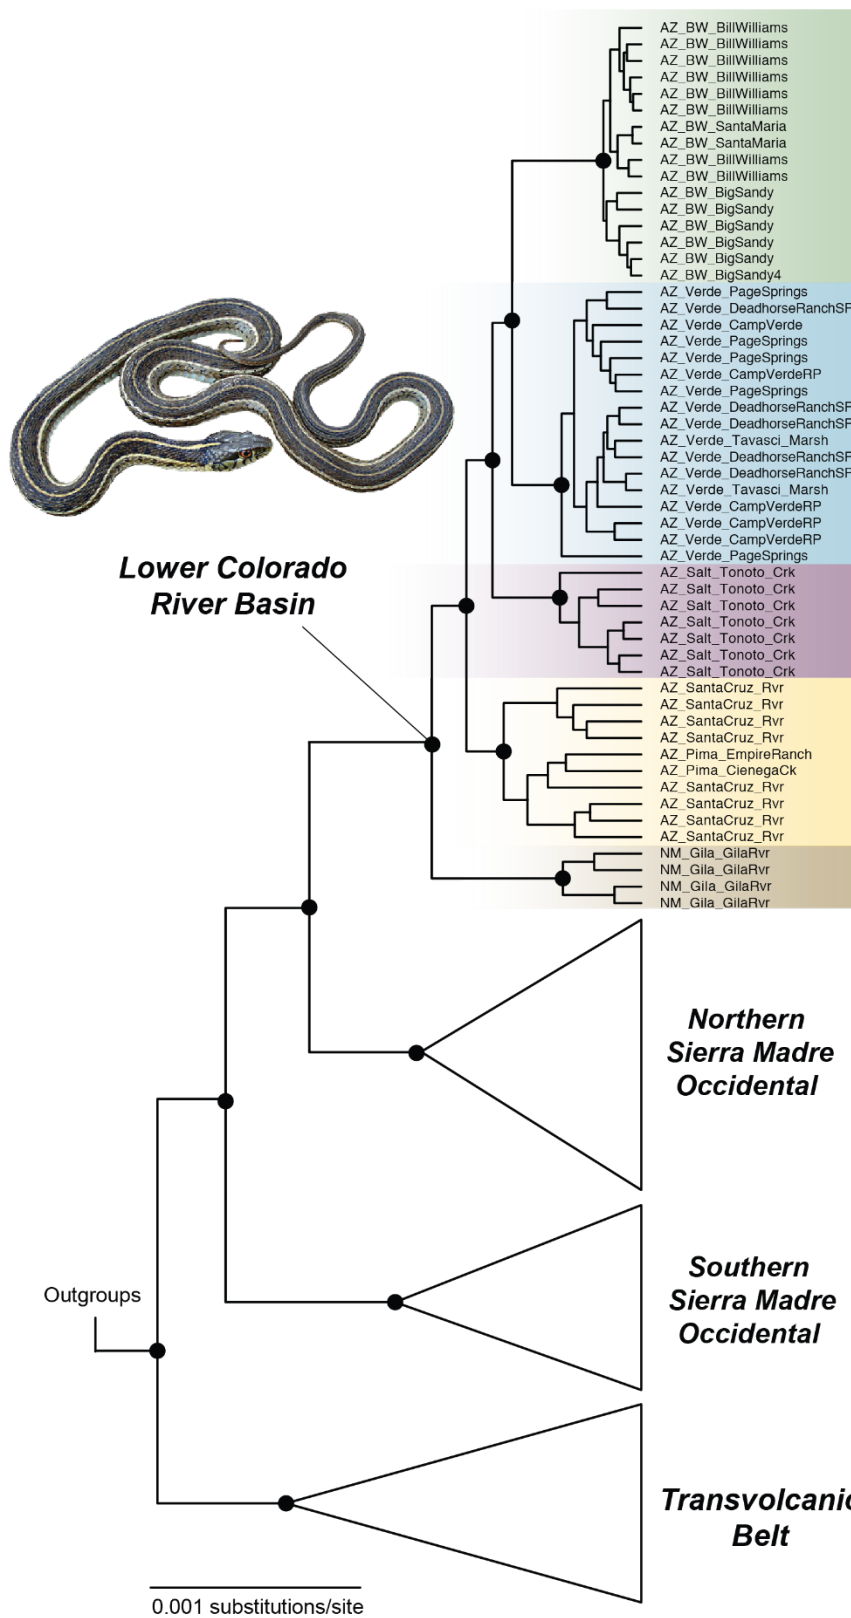 AZ_BW_BillWilliams
AZ_BW_BillWilliams
AZ_BW_BillWilliams
AZ_BW_BillWilliams
AZ_BW_BillWilliams
AZ_BW_BillWilliams
AZ_BW_SantaMaria
AZ_BW_SantaMaria
AZ_BW_BillWilliams
AZ_BW_BillWilliams
AZ_BW_BigSandy
AZ_BW_BigSandy
AZ_BW_BigSandy
AZ_BW_BigSandy
AZ_BW_BigSandy
AZ_BW_BigSandy4
AZ_Verde_PageSprings
AZ_Verde_DeadhorseRanchSP
AZ_Verde_CampVerde
AZ_Verde_PageSprings
AZ_Verde_PageSprings
AZ_Verde_CampVerdeRP
AZ_Verde_PageSprings
AZ_Verde_DeadhorseRanchSP
AZ_Verde_DeadhorseRanchSP
AZ_Verde_Tavasci_Marsh
AZ_Verde_DeadhorseRanchSP
AZ_Verde_DeadhorseRanchSP
AZ_Verde_Tavasci_Marsh
AZ_Verde_CampVerdeRP
AZ_Verde_CampVerdeRP
AZ_Verde_CampVerdeRP
AZ_Verde_PageSprings
AZ_Salt_Tonoto_Crk
AZ_Salt_Tonoto_Crk
AZ_Salt_Tonoto_Crk
AZ_Salt_Tonoto_Crk
AZ_Salt_Tonoto_Crk
AZ_Salt_Tonoto_Crk
AZ_Salt_Tonoto_Crk
AZ_SantaCruz_Rvr
AZ_SantaCruz_Rvr
AZ_SantaCruz_Rvr
AZ_SantaCruz_Rvr
AZ_Pima_EmpireRanch
AZ_Pima_CienegaCk
AZ_SantaCruz_Rvr
AZ_SantaCruz_Rvr
AZ_SantaCruz_Rvr
AZ_SantaCruz_Rvr
NM_Gila_GilaRvr
NM_Gila_GilaRvr
NM_Gila_GilaRvr
NM_Gila_GilaRvr
Lower Colorado
River Basin
Northern
Sierra Madre
Occidental
Southern
Sierra Madre
Occidental
Outgroups
Transvolcanic
Belt
0.001 substitutions/site